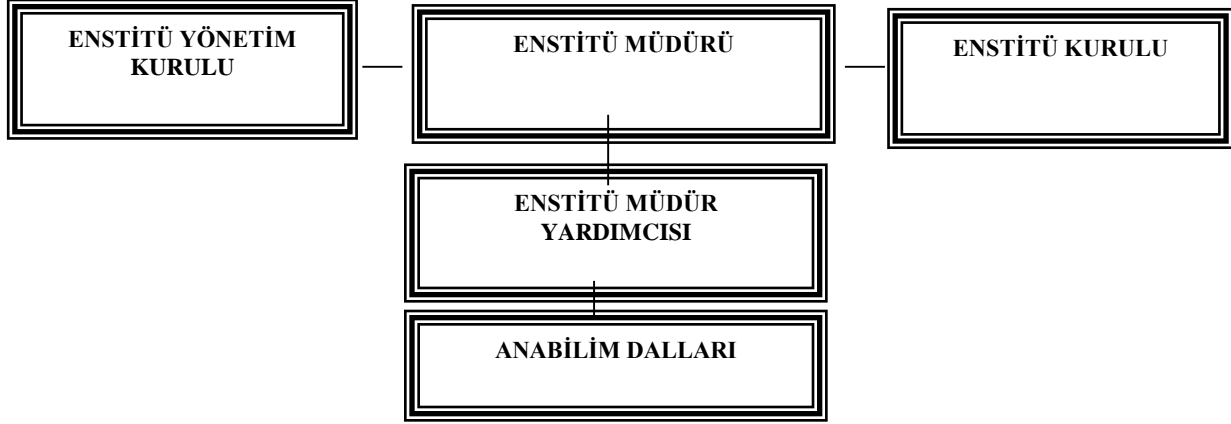 ENSTİTÜ YÖNETİM
KURULU
ENSTİTÜ MÜDÜRÜ
ENSTİTÜ KURULU
ENSTİTÜ MÜDÜR
YARDIMCISI
ANABİLİM DALLARI